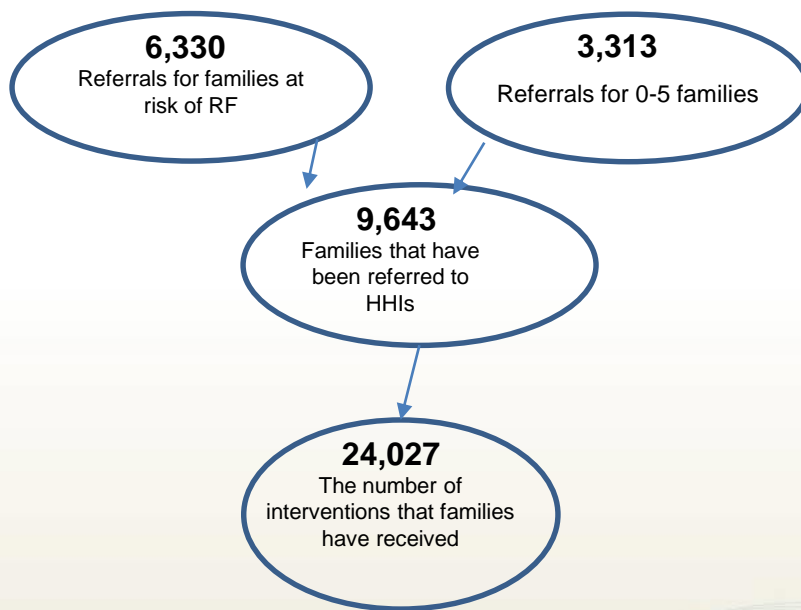 6,330
Referrals for families at
risk of RF
3,313
Referrals for 0-5 families
9,643
Families that have
been referred to
HHIs
24,027
The number of
interventions that families
have received